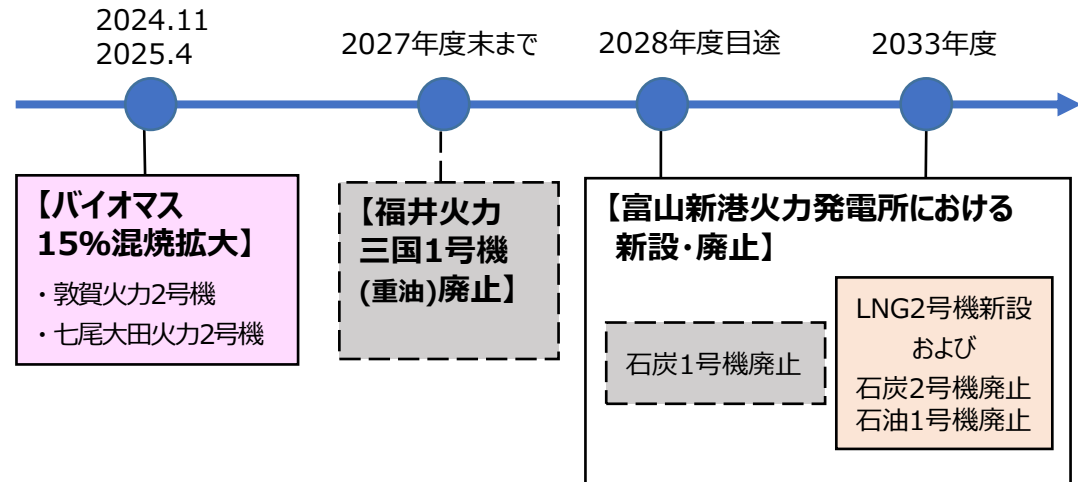 2024.11
2025.4
2027年度末まで
2028年度目途
2033年度
【バイオマス
15%混焼拡大】
・敦賀火力2号機
・七尾大田火力2号機
【福井火力
三国1号機
(重油)廃止】
【富山新港火力発電所における
新設・廃止】
石炭1号機廃止
LNG2号機新設
および
石炭2号機廃止
石油1号機廃止